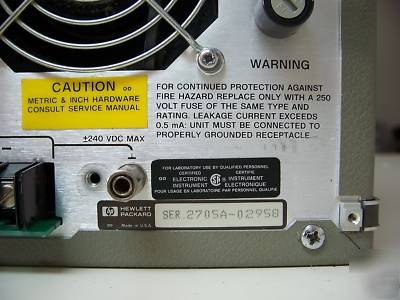 WARNING
CAUTION
METRIC & INCH HARDWARE
CONSULT SERVICE MANUAL
FOR CONTINUED PROTECTION AGAINST
FIRE HAZARD REPLACE ONLY WITH A 250
VOLT FUSE OF THE SAME TYPE AND
RATING. LEAKAGE CURRENT EXCEEDS
0.5 mA; UNIT MUST BE CONNECTED TO
PROPERLY GROUNDED RECEPTACLE.
±240 VDC MAX
FOR LABORATORY USE BY QUALIFIED PERSONNEL
CERTIFIED CERTIFIE
ELECTRONIC ELECTRONIQUE
INSTRUMENT INSTRUMENT
POUR USAGE EN LABORATOIRE PAR PERSONNEL QUALIFIE
hp HEWLETT
PACKARD
Made in U.S.A.
SER. 2705A-02958